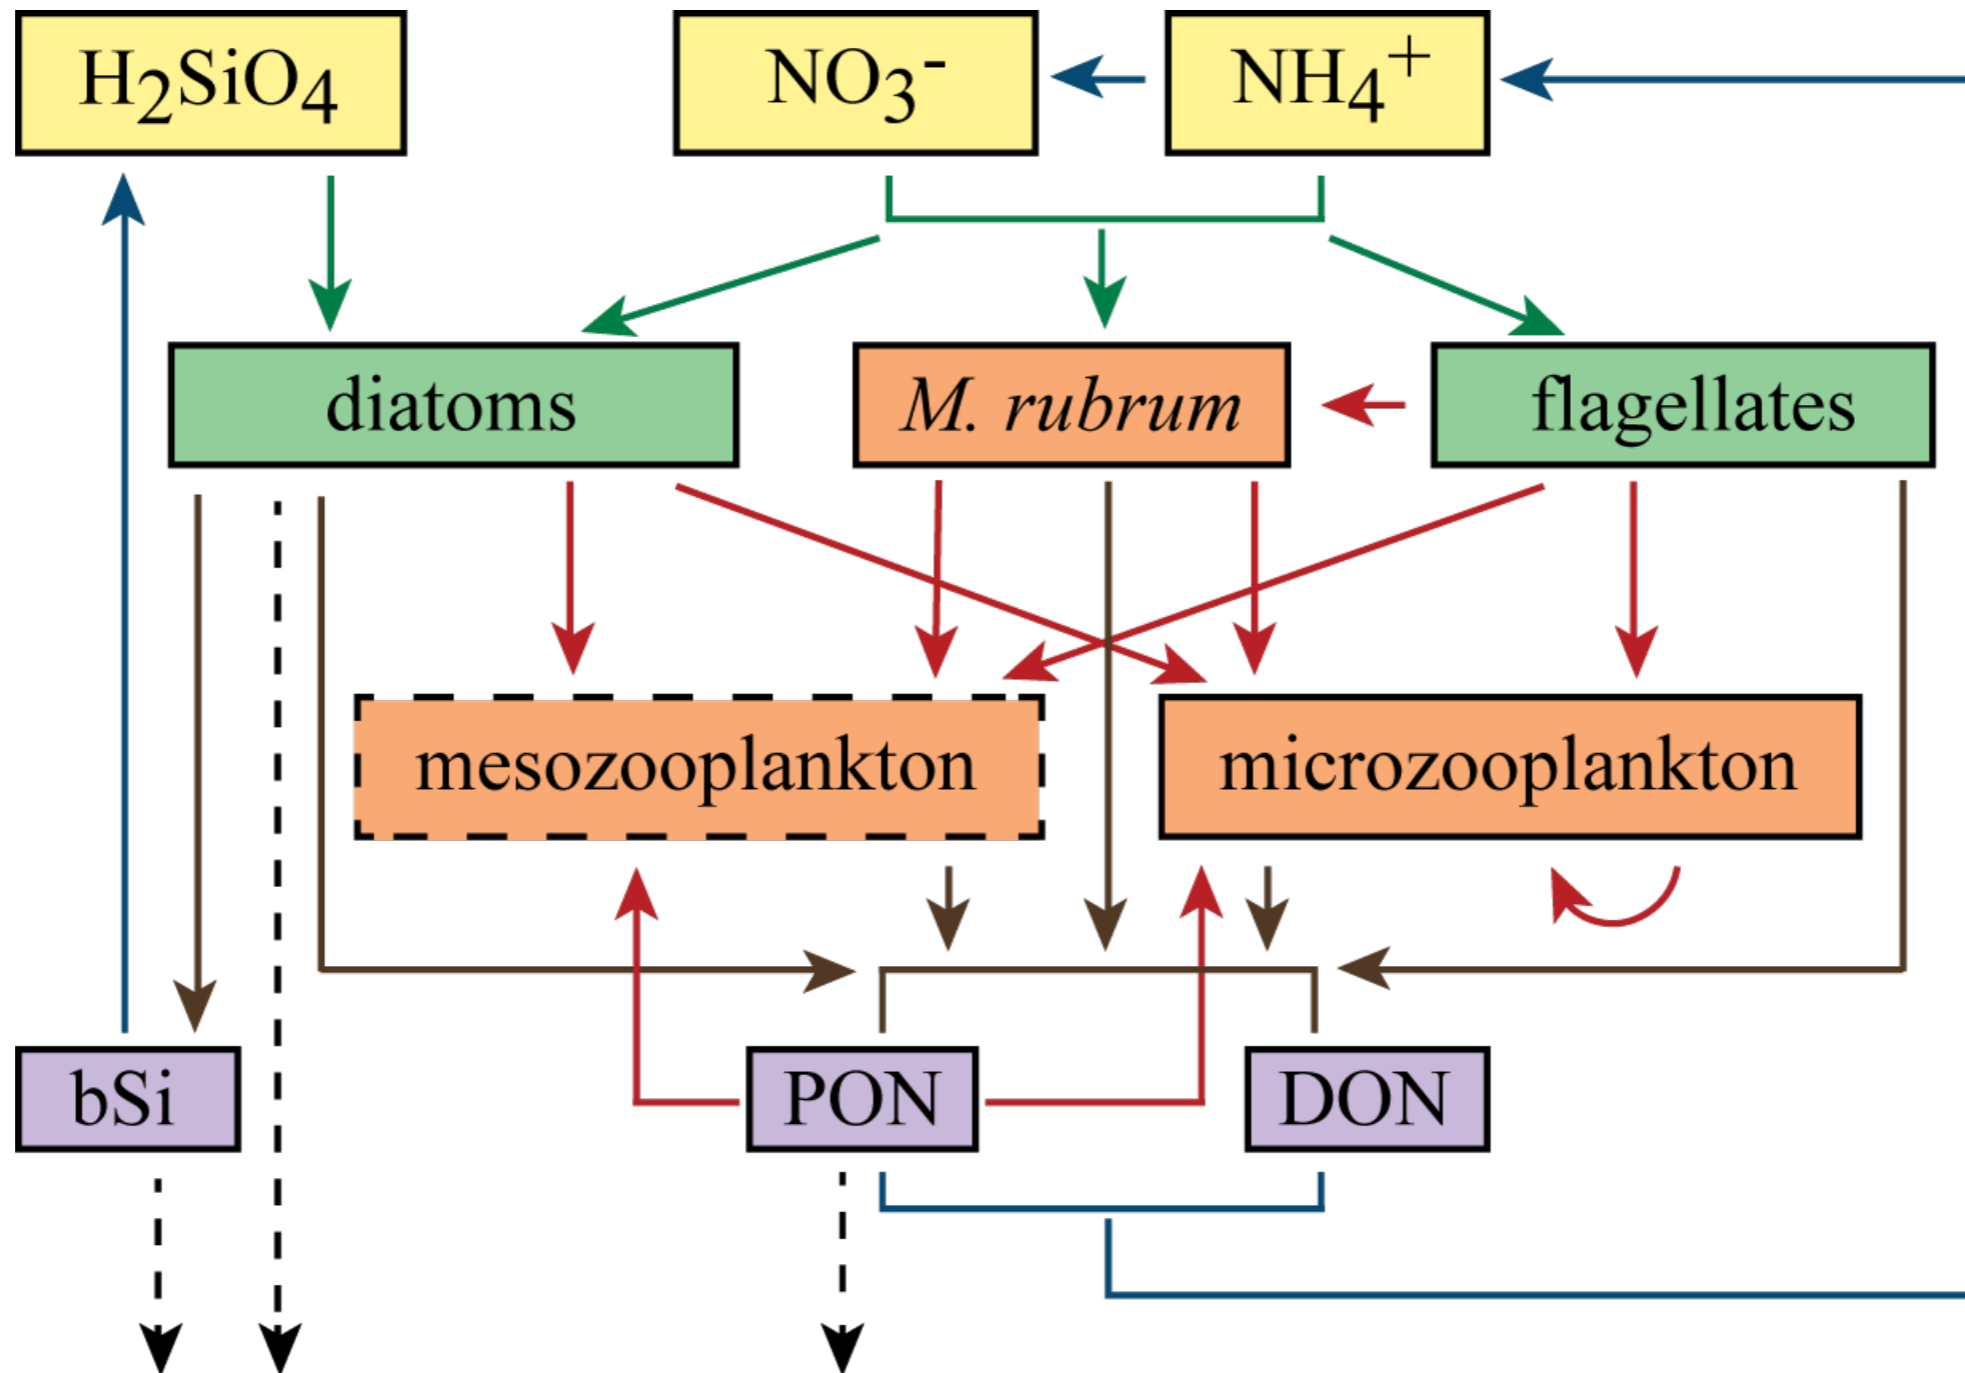 H₂SiO₄
NO₃⁻
NH₄⁺
diatoms
M. rubrum
flagellates
mesozooplankton
microzooplankton
bSi
PON
DON